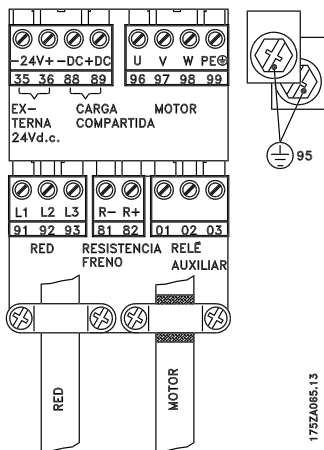 -24V+ -DC+DC U V W PE
35 36 88 89 96 97 98 99
EX-
TERNA
24Vd.c.
CARGA
COMPARTIDA
MOTOR
95
L1 L2 L3 R- R+
91 92 93 81 82 01 02 03
RED
RESISTENCIA
FRENO
RELÉ
AUXILIAR
RED
MOTOR
175ZA065.13